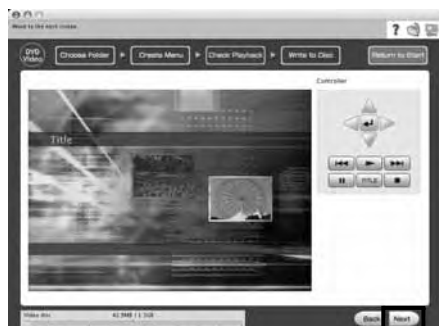 Move to the next screen.
?
DVD
Video
Choose Folder
Create Menu
Check Playback
Write to Disc
Return to Start
Controller
Title
TITLE
Video disc
Back
Next